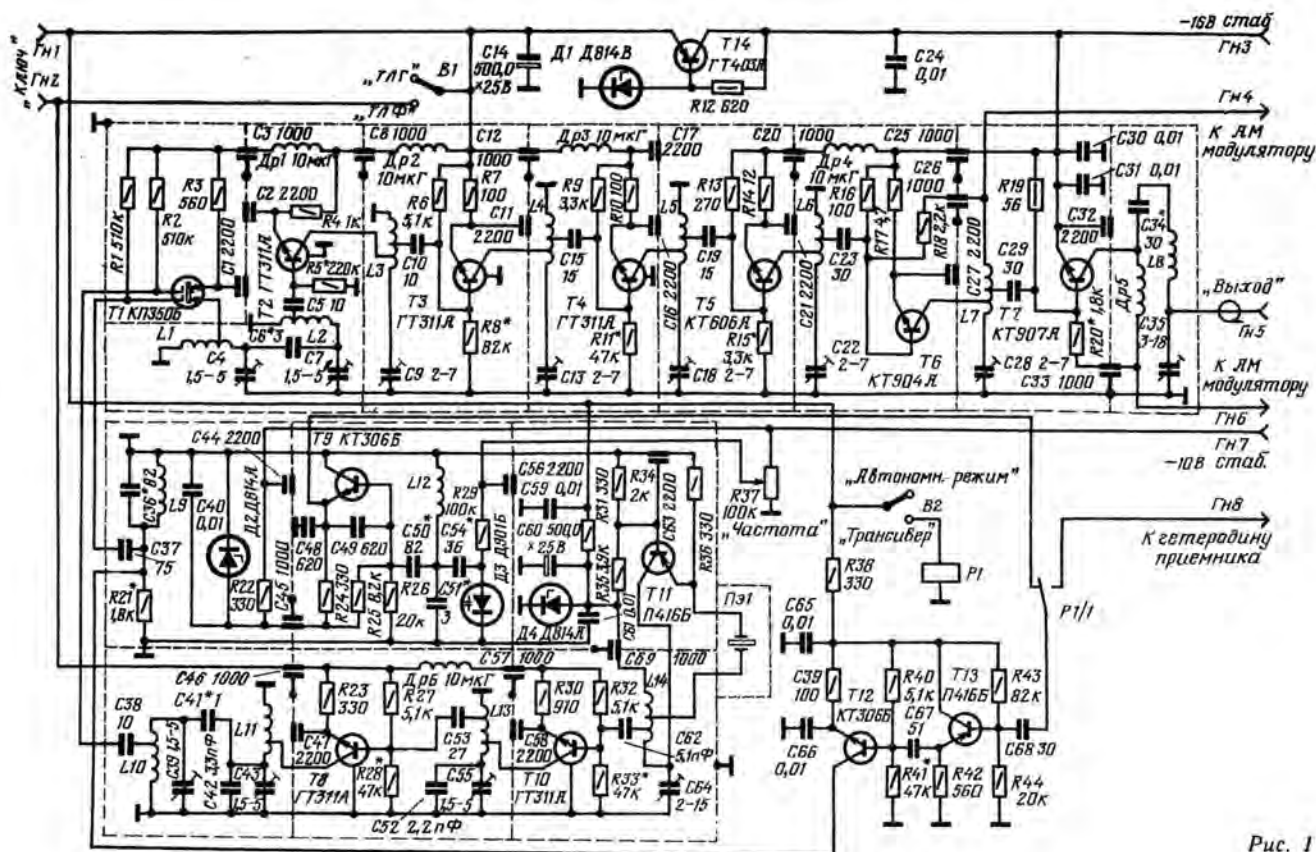 „Ключ"
Гн1
Гн2
„ТЛГ"
В1
„ТЛФ"
С14
500,0
×25В
Д1 Д814В
Т14
ГТ403А
R12 620
С24
0,01
-16В стаб
Гн3
Гн4
К АМ
модулятору
С3 1000
Др1 10мкГ
С8 1000
Др2
10мкГ
С12
1000
Др3 10мкГ
С17
2200
С20 1000
Др4
10мкГ
С25 1000
С26
1000
С30 0,01
С31 0,01
R1 510к
R2
510к
R3
560
С1 2200
С2 2200
R4 1к
Т2 ГТ311А
R5* 220к
С5 10
L3
С10
10
R6
5,1к
R7
100
С11
2200
L4
С15
15
R9
3,3к
R10 100
L5
С16 2200
С19
15
R13
270
R14 12
L6
С21 2200
С23
30
R16
100
R17 4,7
R18 2,2к
С27 2200
С29
30
R19
56
С32
2200
С34
30
L8
Др5
Т1 КП350Б
L1
С4
1,5-5
С6* 3
L2
С7
1,5-5
С9 2-7
Т3
ГТ311А
R8*
82к
С13 2-7
Т4
ГТ311А
R11*
47к
С18 2-7
Т5
КТ606А
R15*
3,3к
С22
2-7
Т6
КТ904А
L7
С28 2-7
Т7
КТ907А
R20* 1,8к
С33 1000
С35
3-18
„Выход"
Гн5
К АМ
модулятору
Гн6
Гн7
-10В стаб.
Гн8
К гетеродину
приемника
С44 2200
Т9 КТ306Б
С36* 82
L9
С40
0,01
Д2 Д814А
С37
75
R21*
1,8к
R22
330
С45 1000
С48
620
С49 620
R24 330
R25 8,2к
R26
20к
L12
С50*
82
С54*
36
С51*
3
R29
100к
Д901Б
Д3
С56 2200
С59 0,01
С60 500,0
×25В
R31 330
R34
2к
R35 3,9к
Д4 Д814А
С61 0,01
С63 2200
Т11
П416Б
R36 330
R37
100к
„Частота"
„Автономн. режим"
В2
„Трансивер"
Р1
Р1/1
R38
330
ПЭ1
С46 1000
Др6 10мкГ
С57 1000
С69
1000
L14
С38
10
L10
С41* 1
С39 1,5-5
С42 3,3пФ
С43
1,5-5
L11
С47
2200
R23
330
R27
5,1к
Т8
ГТ311А
R28*
47к
С53
27
L13
С55
1,5-5
С52 2,2пФ
R30
910
С58
2200
Т10
ГТ311А
R32
5,1к
R33*
47к
С62
5,1пФ
С64
2-15
С65
0,01
С39
100
С66
0,01
Т12
КТ306Б
R40
5,1к
С67
51
R41*
47к
R42
560
Т13
П416Б
R43
82к
С68 30
R44
20к
Рис. 1